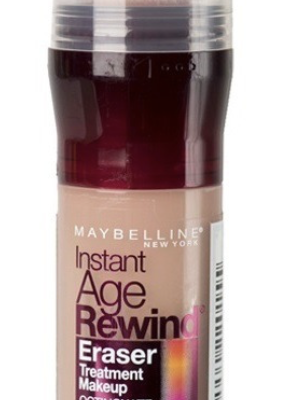 MAYBELLINE®
NEW YORK
Instant
Age
Rewind®
Eraser
Treatment
Makeup